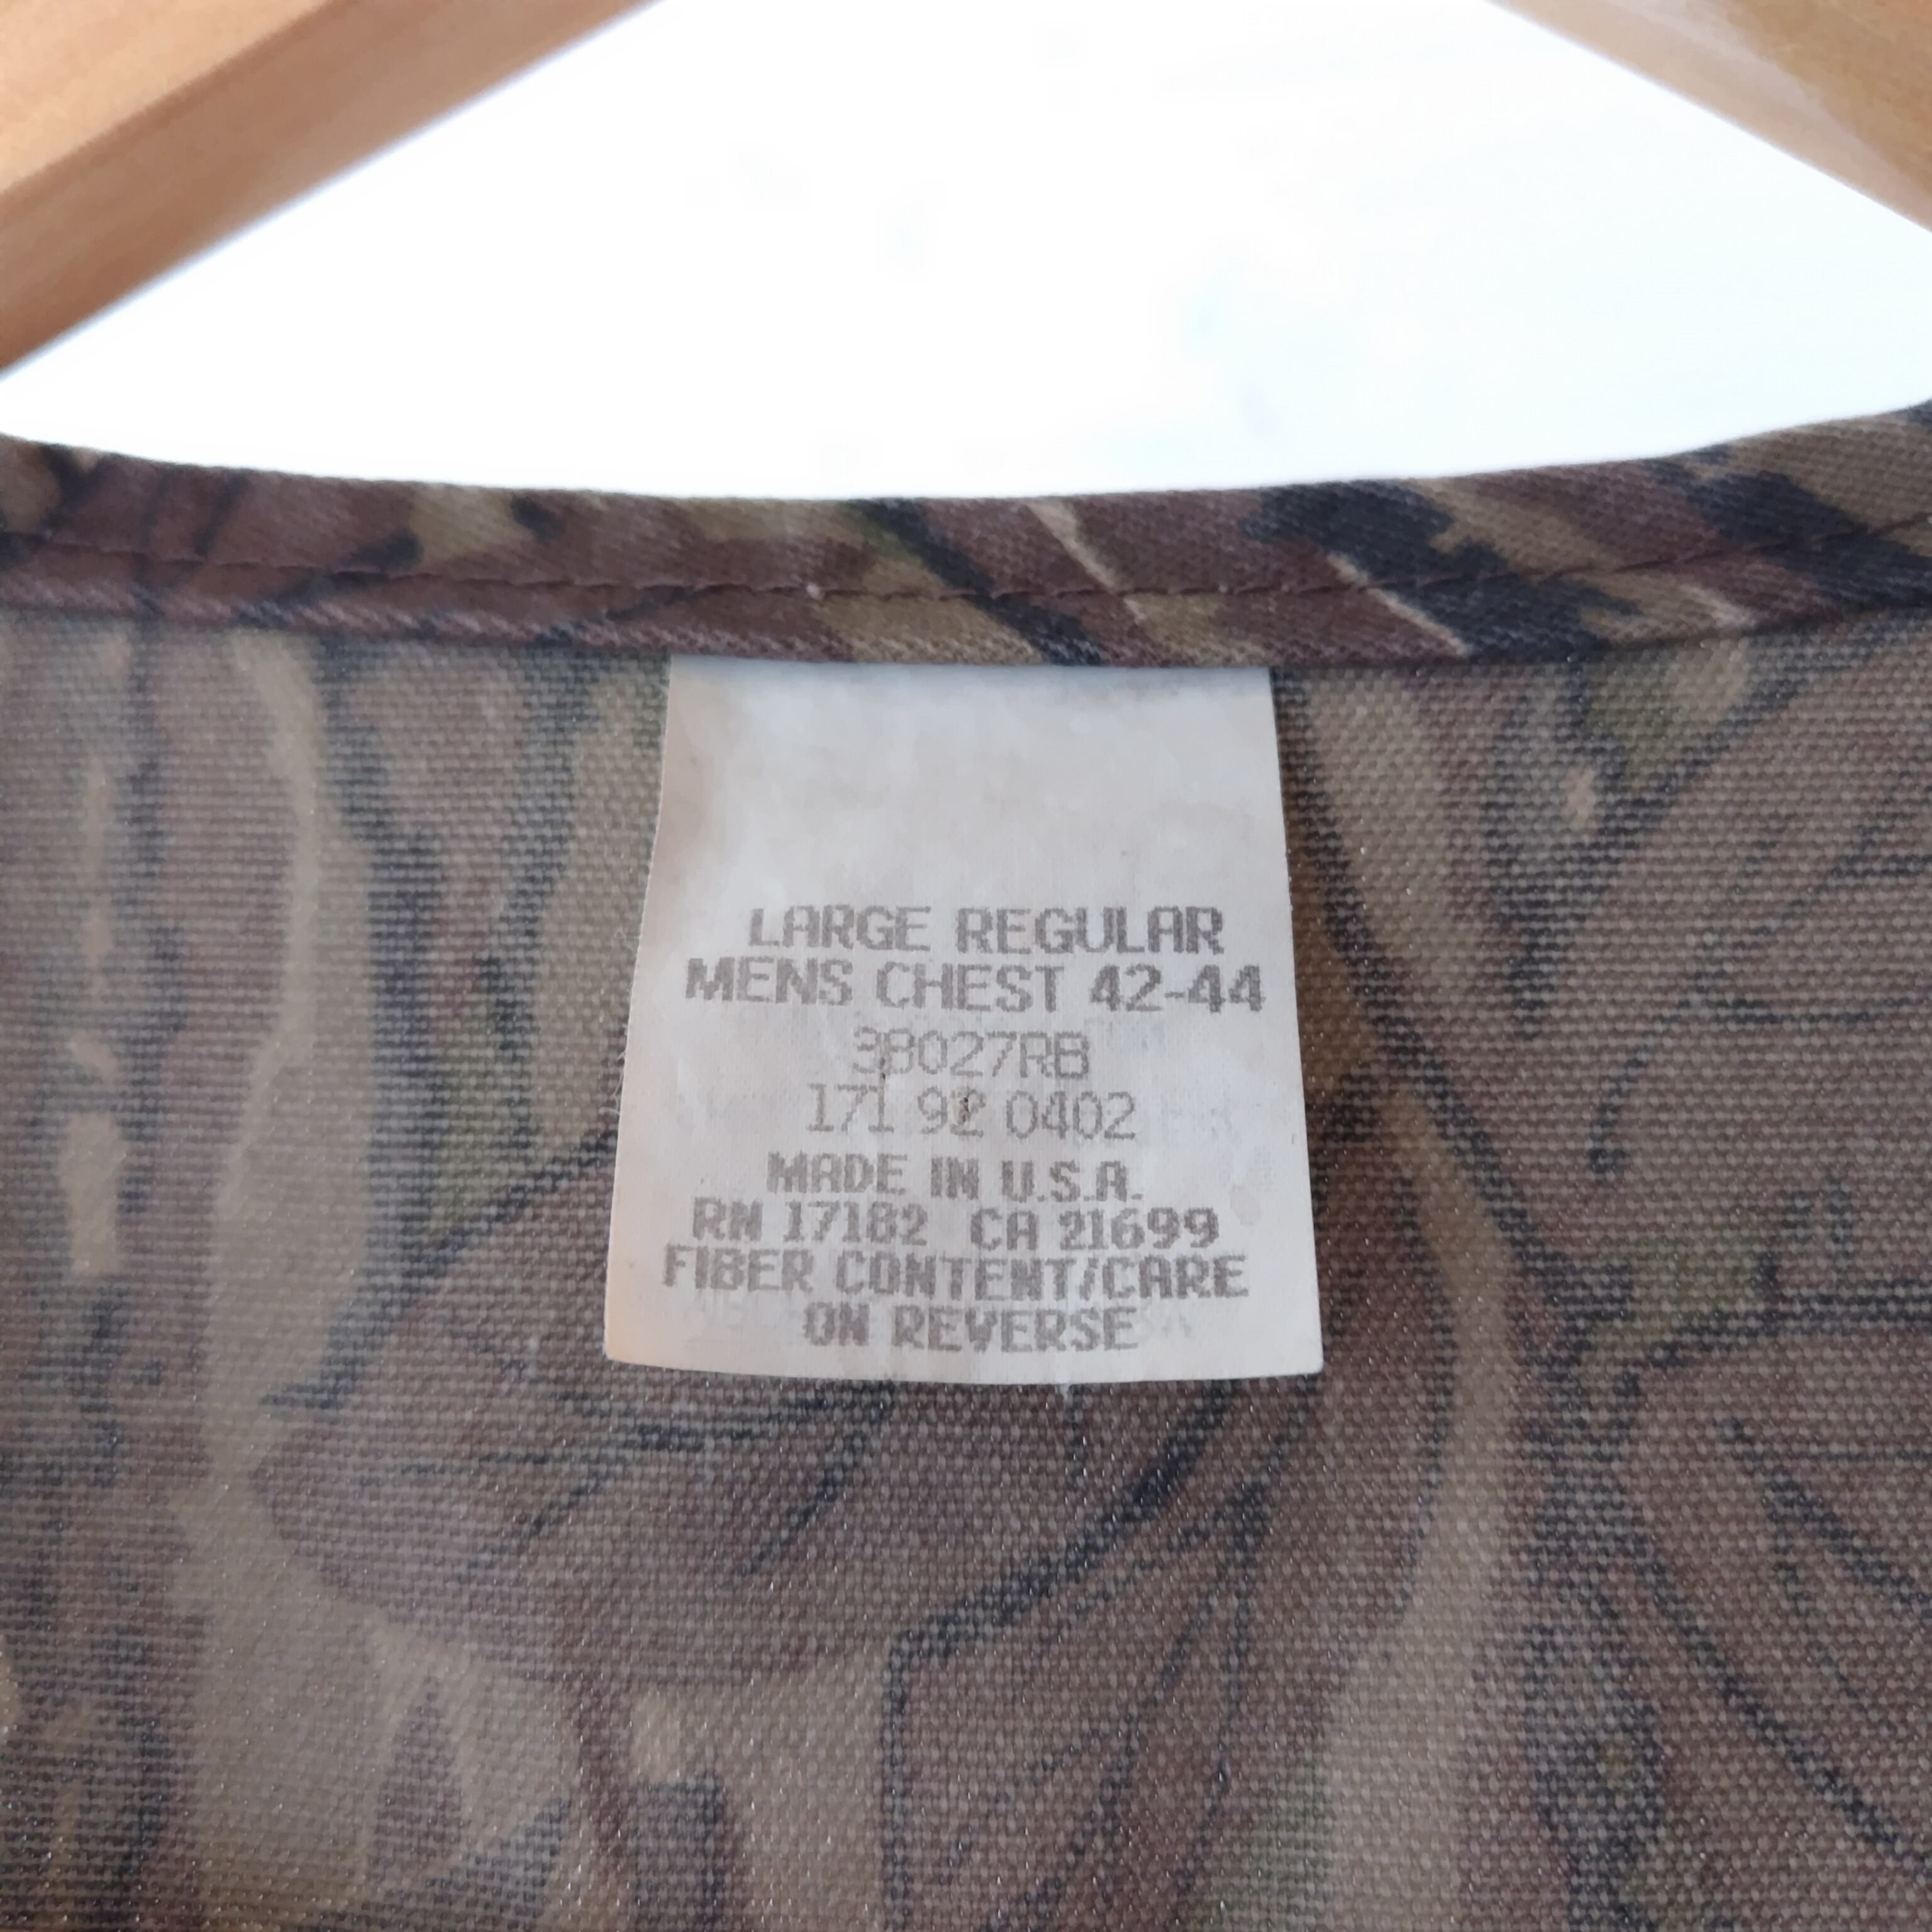 LARGE REGULAR
MENS CHEST 42-44
38027RB
171 92 0402
MADE IN U.S.A.
RN 17182 CA 21699
FIBER CONTENT/CARE
ON REVERSE